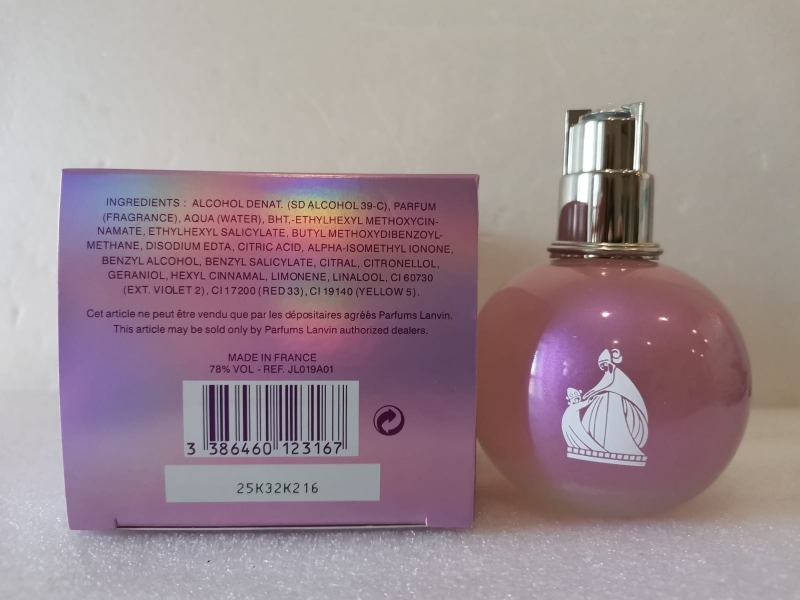 INGREDIENTS : ALCOHOL DENAT. (SD ALCOHOL 39-C), PARFUM
(FRAGRANCE), AQUA (WATER), BHT,-ETHYLHEXYL METHOXYCIN-
NAMATE, ETHYLHEXYL SALICYLATE, BUTYL METHOXYDIBENZOYL-
METHANE, DISODIUM EDTA, CITRIC ACID, ALPHA-ISOMETHYL IONONE,
BENZYL ALCOHOL, BENZYL SALICYLATE, CITRAL, CITRONELLOL,
GERANIOL, HEXYL CINNAMAL, LIMONENE, LINALOOL, CI 60730
(EXT. VIOLET 2), CI 17200 (RED 33), CI 19140 (YELLOW 5).
Cet article ne peut être vendu que par les dépositaires agréés Parfums Lanvin.
This article may be sold only by Parfums Lanvin authorized dealers.
MADE IN FRANCE
78% VOL - REF. JL019A01
3 386460 123167
25K32K216